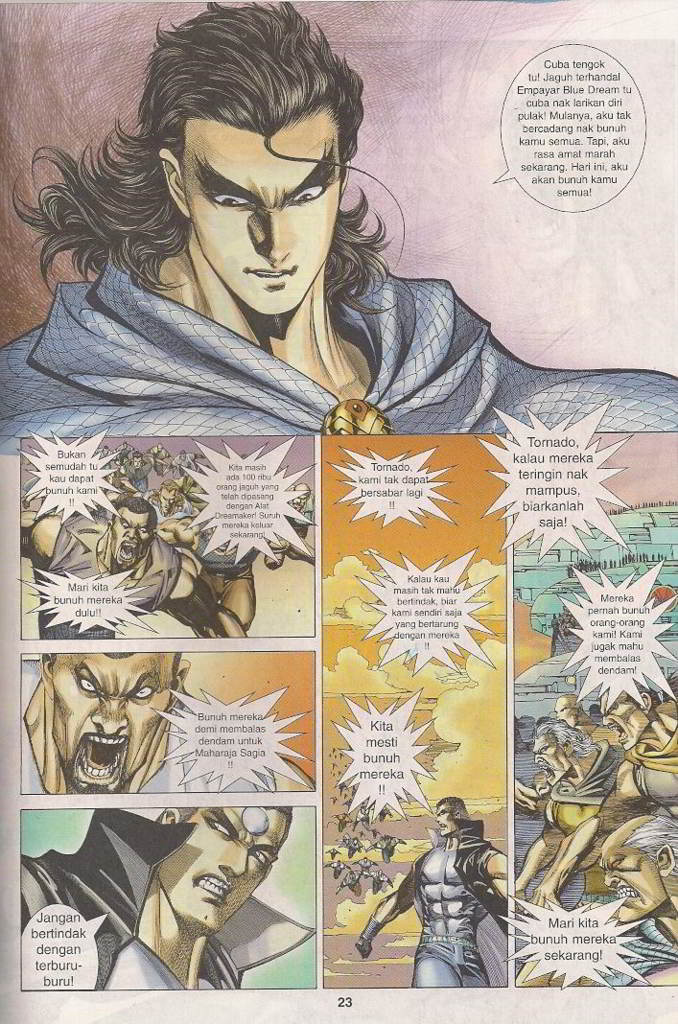 Cuba tengok
tu! Jaguh terhandal
Empayar Blue Dream tu
cuba nak larikan diri
pulak! Mulanya, aku tak
bercadang nak bunuh
kamu semua. Tapi, aku
rasa amat marah
sekarang. Hari ini, aku
akan bunuh kamu
semua!
Bukan
semudah tu
kau dapat
bunuh kami
!!
Kita masih
ada 100 ribu
orang jaguh yang
telah dipasang
dengan Alat
Dreamaker! Suruh
mereka keluar
sekarang!
Mari kita
bunuh mereka
dulu!!
Bunuh mereka
demi membalas
dendam untuk
Maharaja Sagia
!!
Jangan
bertindak
dengan
terburu-
buru!
Tornado,
kami tak dapat
bersabar lagi
!!
Kalau kau
masih tak mahu
bertindak, biar
kami sendiri saja
yang bertarung
dengan mereka
!!
Kita
mesti
bunuh
mereka
!!
Tornado,
kalau mereka
teringin nak
mampus,
biarkanlah
saja!
Mereka
pernah bunuh
orang-orang
kami! Kami
jugak mahu
membalas
dendam!
Mari kita
bunuh mereka
sekarang!
23